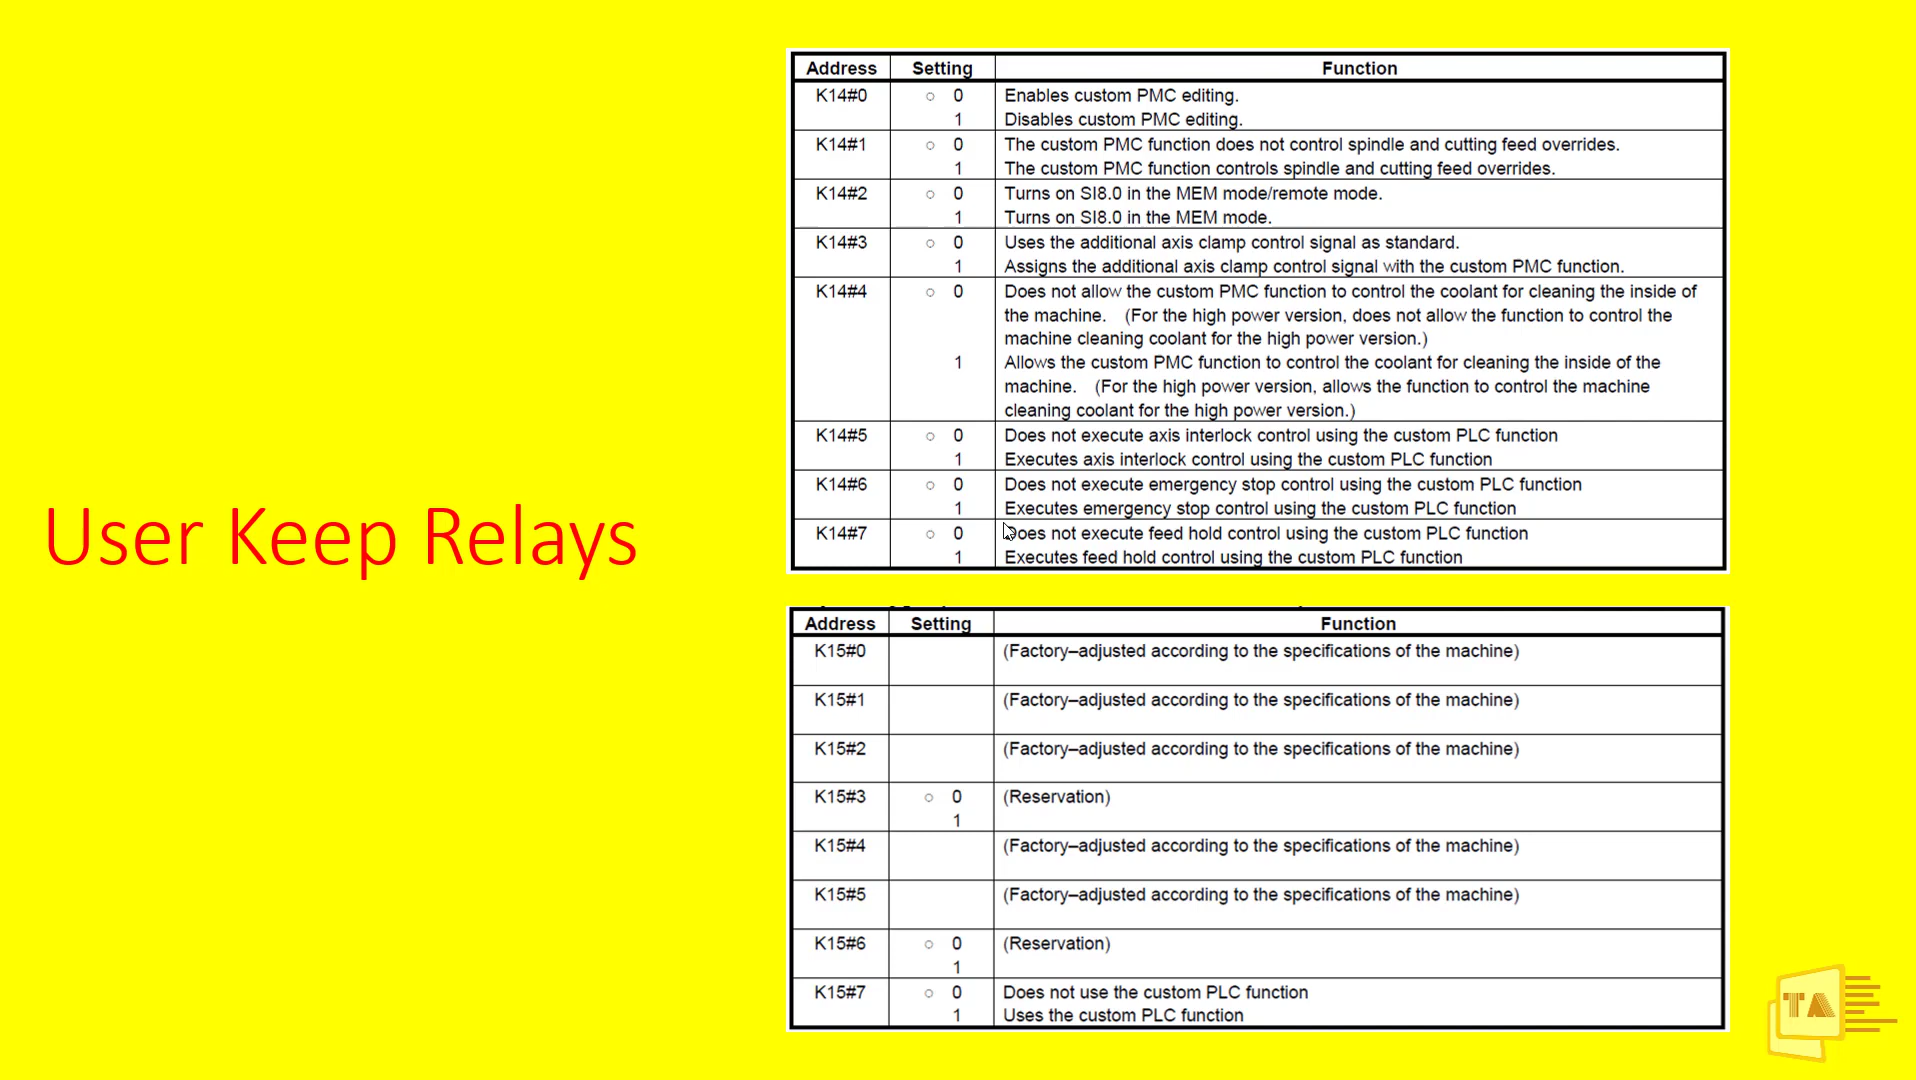 User Keep Relays
Address Setting Function
K14#0 ○ 0 Enables custom PMC editing.
1 Disables custom PMC editing.
K14#1 ○ 0 The custom PMC function does not control spindle and cutting feed overrides.
1 The custom PMC function controls spindle and cutting feed overrides.
K14#2 ○ 0 Turns on SI8.0 in the MEM mode/remote mode.
1 Turns on SI8.0 in the MEM mode.
K14#3 ○ 0 Uses the additional axis clamp control signal as standard.
1 Assigns the additional axis clamp control signal with the custom PMC function.
K14#4 ○ 0 Does not allow the custom PMC function to control the coolant for cleaning the inside of
the machine. (For the high power version, does not allow the function to control the
machine cleaning coolant for the high power version.)
1 Allows the custom PMC function to control the coolant for cleaning the inside of the
machine. (For the high power version, allows the function to control the machine
cleaning coolant for the high power version.)
K14#5 ○ 0 Does not execute axis interlock control using the custom PLC function
1 Executes axis interlock control using the custom PLC function
K14#6 ○ 0 Does not execute emergency stop control using the custom PLC function
1 Executes emergency stop control using the custom PLC function
K14#7 ○ 0 Does not execute feed hold control using the custom PLC function
1 Executes feed hold control using the custom PLC function
Address Setting Function
K15#0 (Factory–adjusted according to the specifications of the machine)
K15#1 (Factory–adjusted according to the specifications of the machine)
K15#2 (Factory–adjusted according to the specifications of the machine)
K15#3 ○ 0 (Reservation)
1
K15#4 (Factory–adjusted according to the specifications of the machine)
K15#5 (Factory–adjusted according to the specifications of the machine)
K15#6 ○ 0 (Reservation)
1
K15#7 ○ 0 Does not use the custom PLC function
1 Uses the custom PLC function
TA